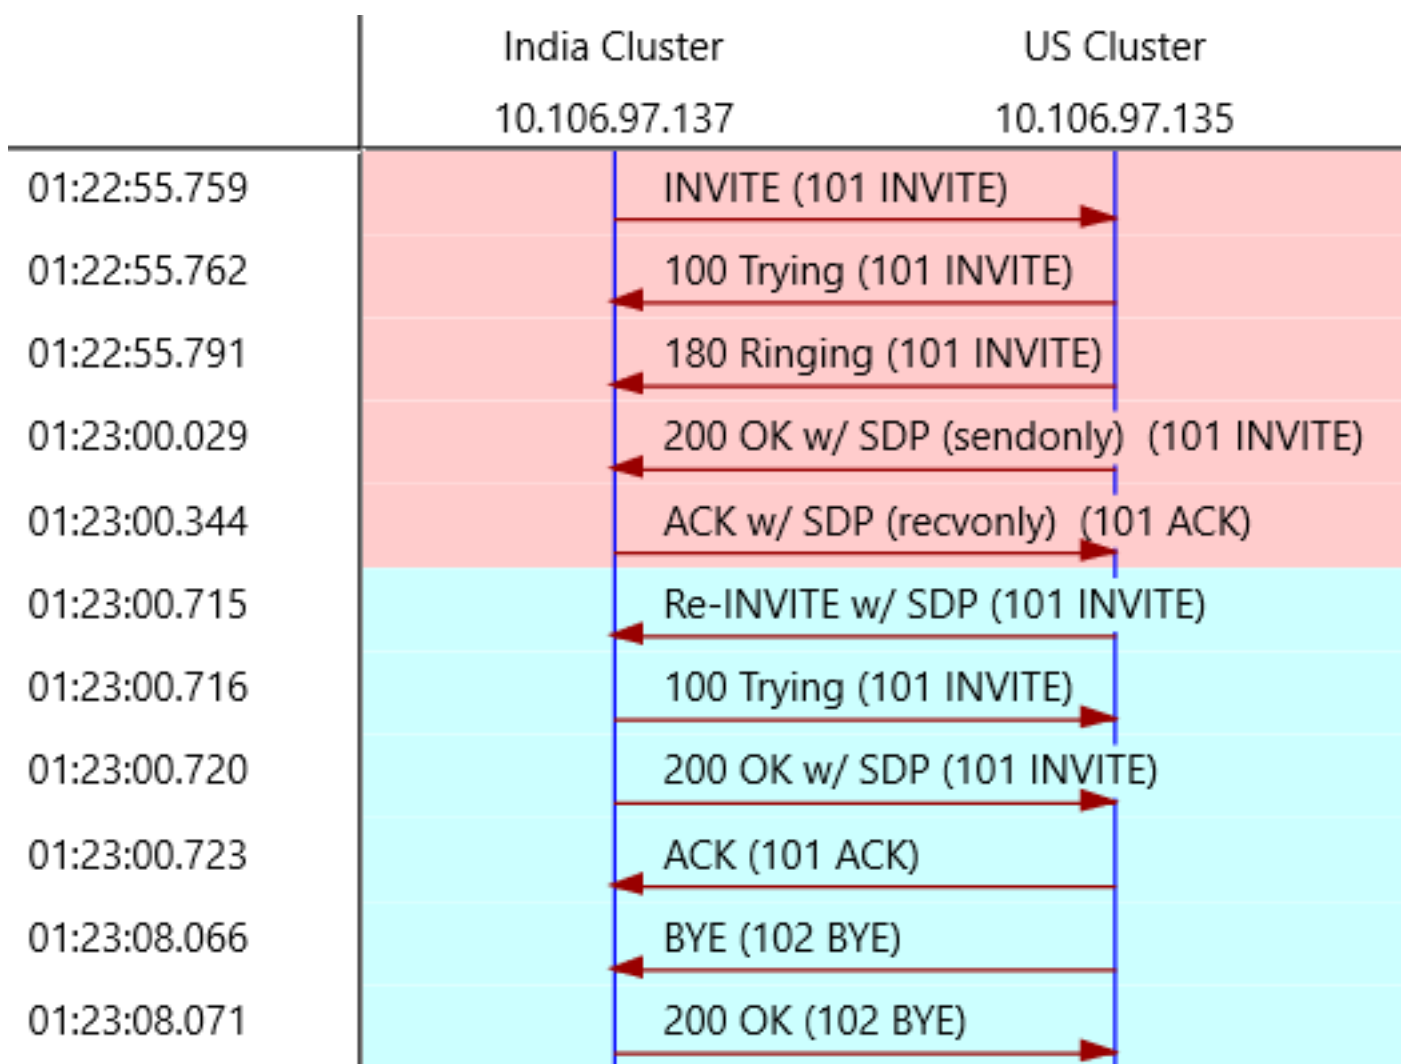 India Cluster US Cluster
10.106.97.137 10.106.97.135
01:22:55.759 INVITE (101 INVITE)
01:22:55.762 100 Trying (101 INVITE)
01:22:55.791 180 Ringing (101 INVITE)
01:23:00.029 200 OK w/ SDP (sendonly) (101 INVITE)
01:23:00.344 ACK w/ SDP (recvonly) (101 ACK)
01:23:00.715 Re-INVITE w/ SDP (101 INVITE)
01:23:00.716 100 Trying (101 INVITE)
01:23:00.720 200 OK w/ SDP (101 INVITE)
01:23:00.723 ACK (101 ACK)
01:23:08.066 BYE (102 BYE)
01:23:08.071 200 OK (102 BYE)